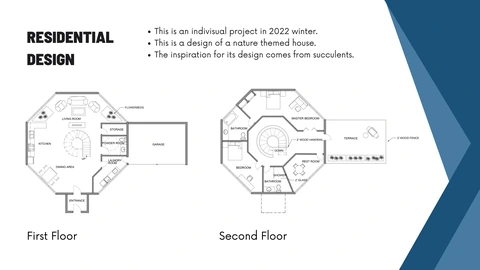 RESIDENTIAL
DESIGN
This is an indivisual project in 2022 winter.
This is a design of a nature themed house.
The inspiration for its design comes from succulents.
FLOWERBEDS
LIVING ROOM
STORAGE
KITCHEN
POWDER ROOM
GARAGE
LAUNDRY
ROOM
DINING AREA
ENTRANCE
First Floor
MASTER BEDROOM
BATHROOM
TERRACE
DOWN
BEDROOM
BATHROOM
Second Floor